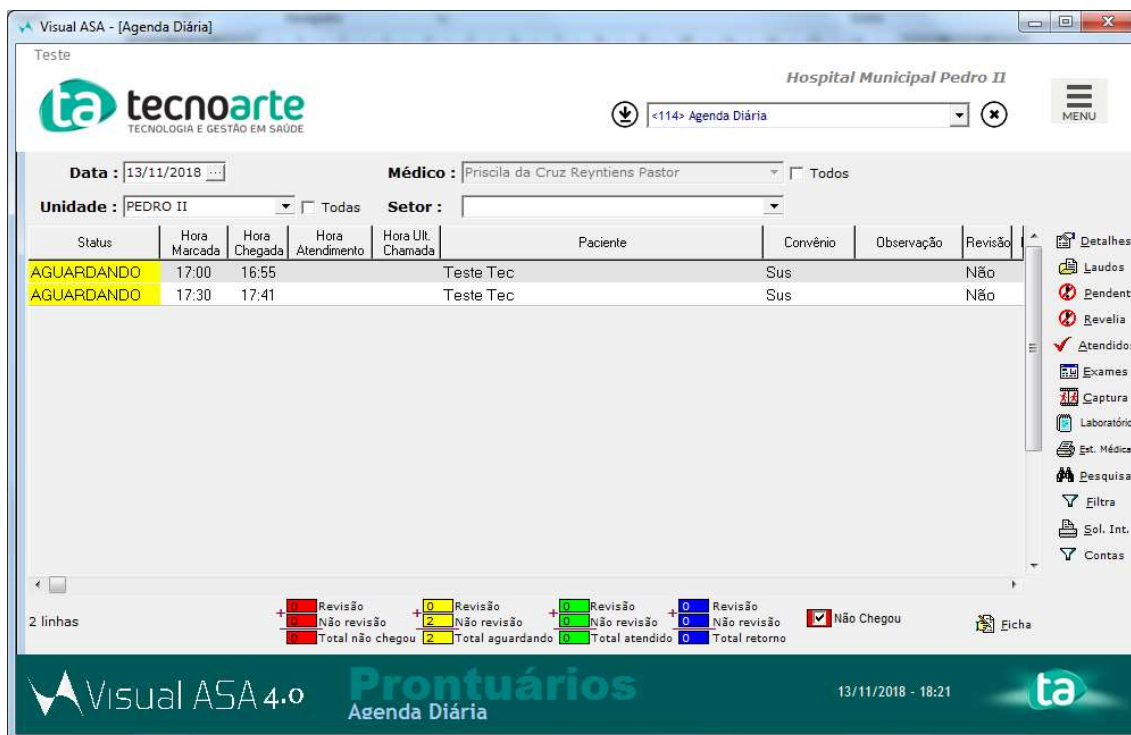 Visual ASA - [Agenda Diária]
Teste
ta tecnoarte
TECNOLOGIA E GESTÃO EM SAÚDE
Hospital Municipal Pedro II
<114> Agenda Diária
MENU
Data : 13/11/2018 ...
Médico : Priscila da Cruz Reyntiens Pastor Todos
Unidade : PEDRO II Todas Setor :
Status Hora Marcada Hora Chegada Hora Atendimento Hora Ult. Chamada Paciente Convênio Observação Revisão
AGUARDANDO 17:00 16:55 Teste Tec Sus Não
AGUARDANDO 17:30 17:41 Teste Tec Sus Não
Detalhes
Laudos
Pendent
Revelia
Atendido
Exames
Captura
Laboratório
Est. Médica
Pesquisa
Filtra
Sol. Int.
Contas
+ 0 Revisão + 0 Revisão + 0 Revisão + 0 Revisão
2 linhas 0 Não revisão 2 Não revisão 0 Não revisão 0 Não revisão Não Chegou Ficha
0 Total não chegou 2 Total aguardando 0 Total atendido 0 Total retorno
Visual ASA 4.0 Prontuários 13/11/2018 - 18:21 ta
Agenda Diária